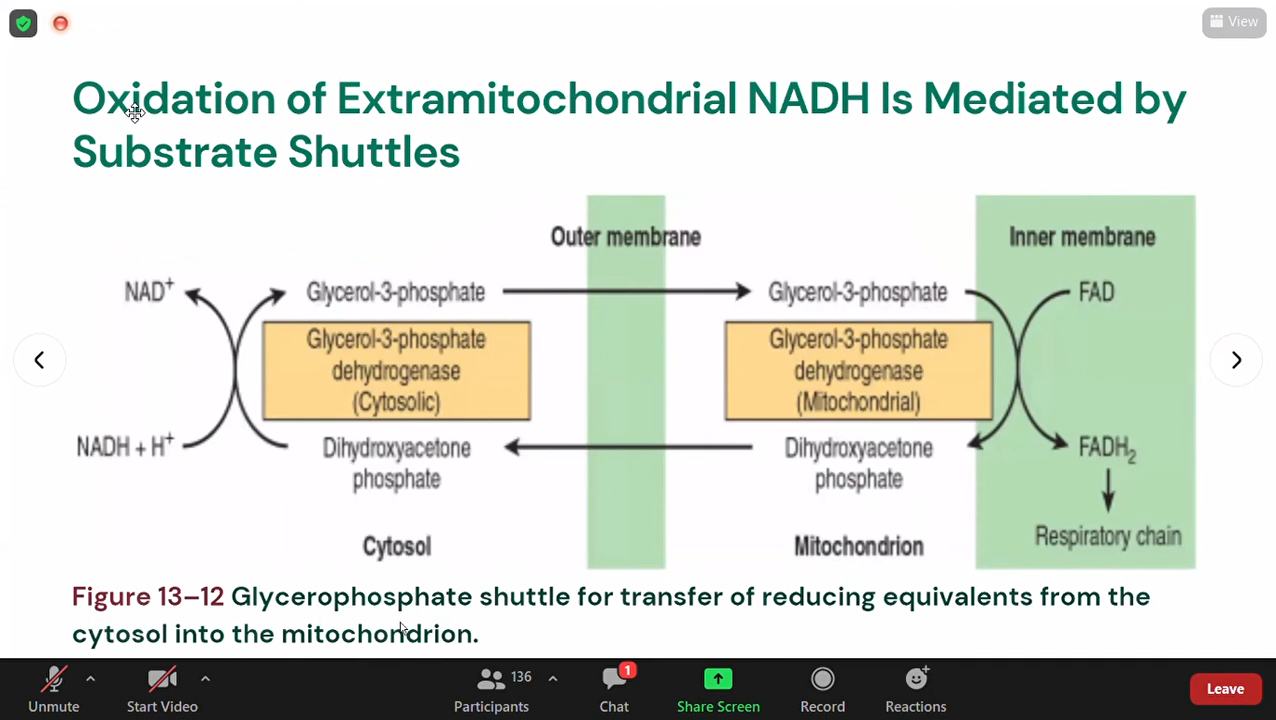 View
Oxidation of Extramitochondrial NADH Is Mediated by
Substrate Shuttles
Outer membrane
Inner membrane
NAD⁺
Glycerol-3-phosphate
Glycerol-3-phosphate
FAD
Glycerol-3-phosphate
dehydrogenase
(Cytosolic)
Glycerol-3-phosphate
dehydrogenase
(Mitochondrial)
NADH + H⁺
Dihydroxyacetone
phosphate
Dihydroxyacetone
phosphate
FADH₂
Respiratory chain
Cytosol
Mitochondrion
Figure 13–12 Glycerophosphate shuttle for transfer of reducing equivalents from the
cytosol into the mitochondrion.
Unmute
Start Video
136
Participants
1
Chat
Share Screen
Record
Reactions
Leave